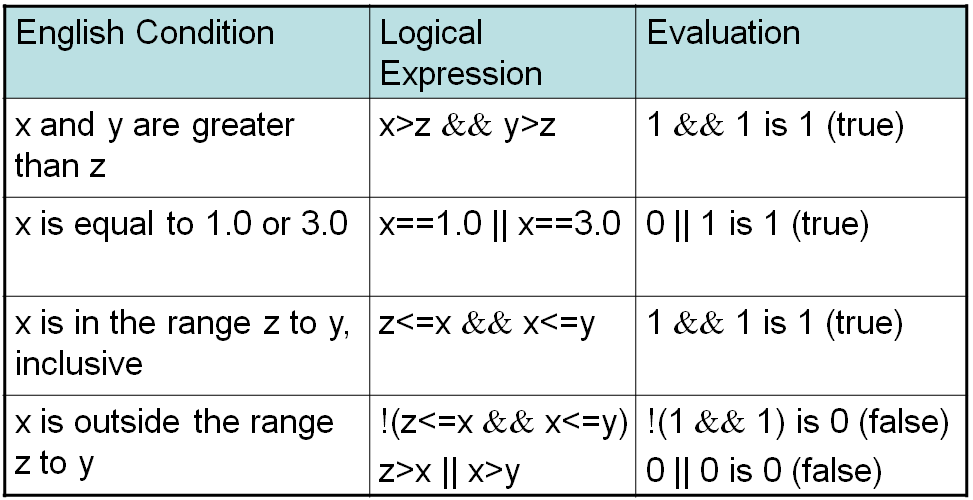 English Condition
Logical
Expression
Evaluation
x and y are greater
than z
x>z && y>z
1 && 1 is 1 (true)
x is equal to 1.0 or 3.0
x==1.0 || x==3.0
0 || 1 is 1 (true)
x is in the range z to y,
inclusive
z<=x && x<=y
1 && 1 is 1 (true)
x is outside the range
z to y
!(z<=x && x<=y)
z>x || x>y
!(1 && 1) is 0 (false)
0 || 0 is 0 (false)